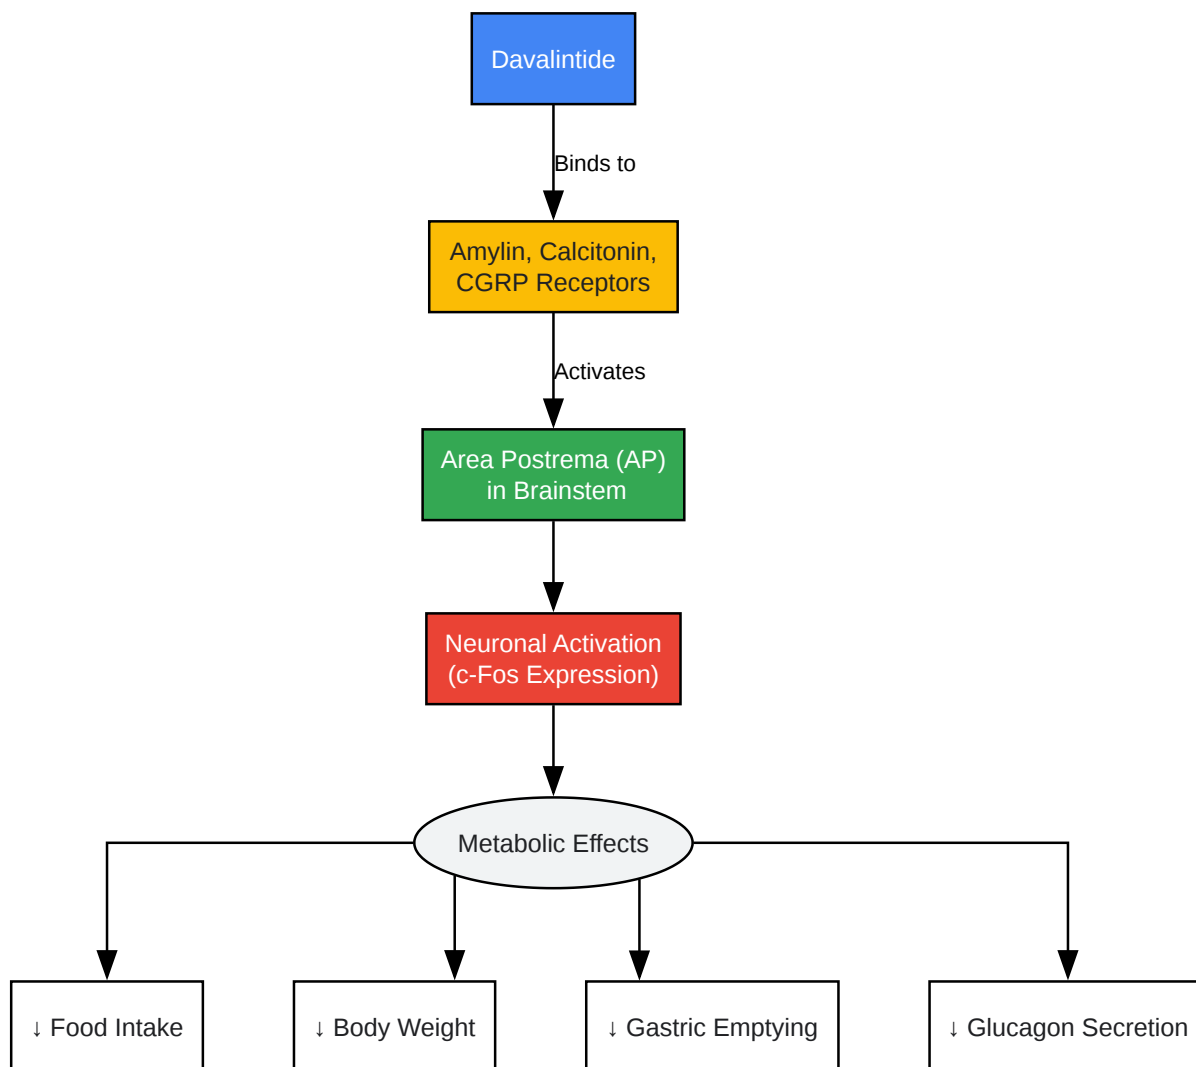 Davalintide
Binds to
Amylin, Calcitonin,
CGRP Receptors
Activates
Area Postrema (AP)
in Brainstem
Neuronal Activation
(c-Fos Expression)
Metabolic Effects
↓ Food Intake
↓ Body Weight
↓ Gastric Emptying
↓ Glucagon Secretion